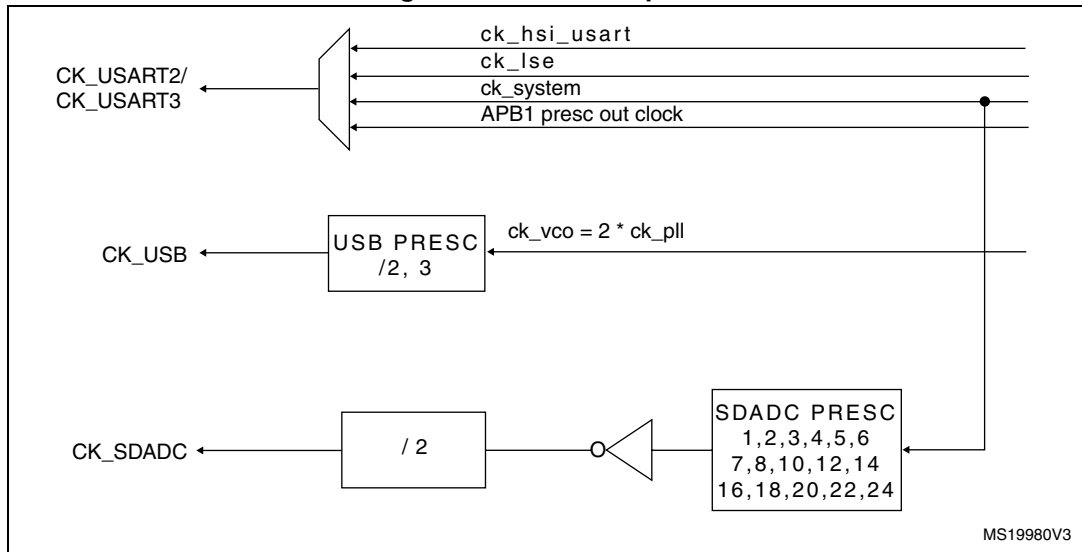 ck_hsi_usart
ck_lse
ck_system
APB1 presc out clock
CK_USART2/
CK_USART3
ck_vco = 2 * ck_pll
USB PRESC
/2, 3
CK_USB
SDADC PRESC
1,2,3,4,5,6
7,8,10,12,14
16,18,20,22,24
/ 2
CK_SDADC
MS19980V3